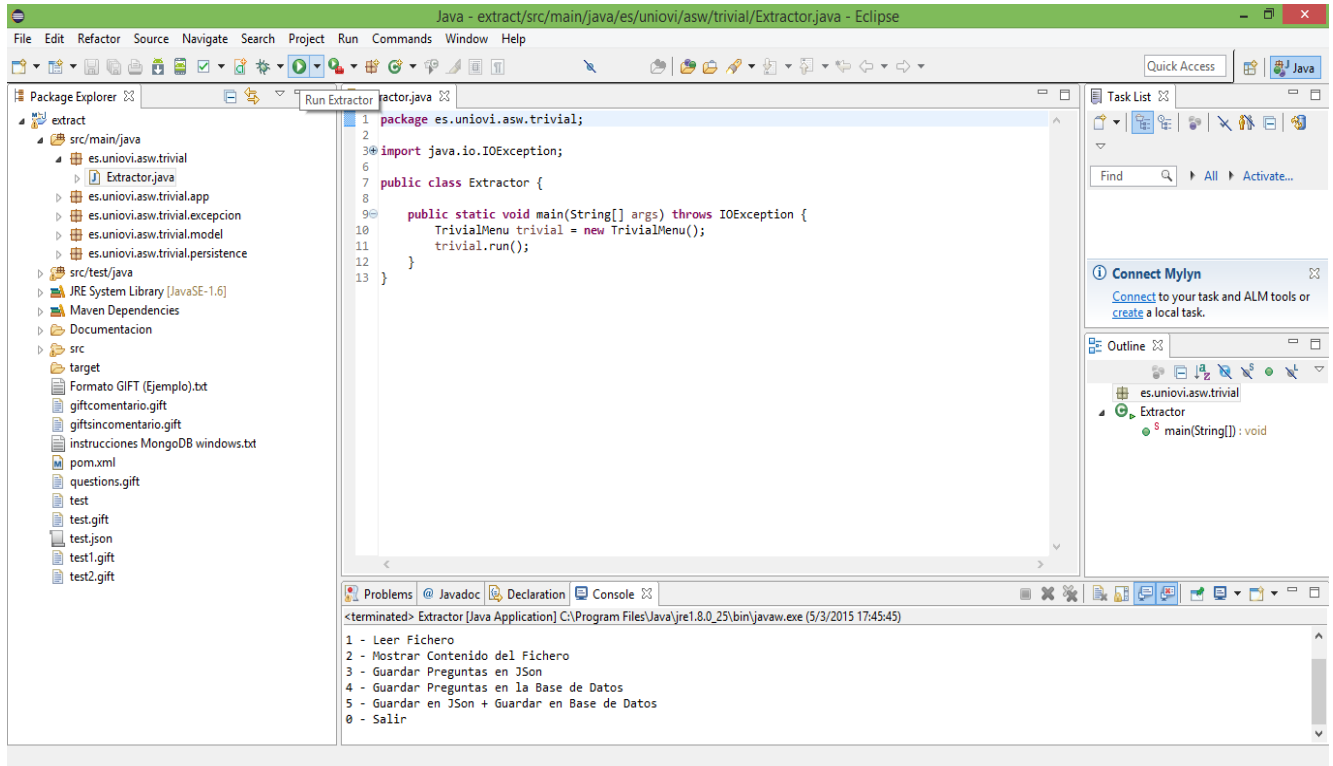 Java - extract/src/main/java/es/uniovi/asw/trivial/Extractor.java - Eclipse
File Edit Refactor Source Navigate Search Project Run Commands Window Help
Quick Access
Java
Package Explorer
Run Extractor
ractor.java
Task List
extract
src/main/java
es.uniovi.asw.trivial
Extractor.java
es.uniovi.asw.trivial.app
es.uniovi.asw.trivial.excepcion
es.uniovi.asw.trivial.model
es.uniovi.asw.trivial.persistence
src/test/java
JRE System Library [JavaSE-1.6]
Maven Dependencies
Documentacion
src
target
Formato GIFT (Ejemplo).txt
giftcomentario.gift
giftsincomentario.gift
instrucciones MongoDB windows.txt
pom.xml
questions.gift
test
test.gift
test.json
test1.gift
test2.gift
1 package es.uniovi.asw.trivial;
2
3 import java.io.IOException;
6
7 public class Extractor {
8
9 public static void main(String[] args) throws IOException {
10 TrivialMenu trivial = new TrivialMenu();
11 trivial.run();
12 }
13 }
Find All Activate...
Connect Mylyn
Connect to your task and ALM tools or
create a local task.
Outline
es.uniovi.asw.trivial
Extractor
main(String[]) : void
Problems @ Javadoc Declaration Console
<terminated> Extractor [Java Application] C:\Program Files\Java\jre1.8.0_25\bin\javaw.exe (5/3/2015 17:45:45)
1 - Leer Fichero
2 - Mostrar Contenido del Fichero
3 - Guardar Preguntas en JSon
4 - Guardar Preguntas en la Base de Datos
5 - Guardar en JSon + Guardar en Base de Datos
0 - Salir